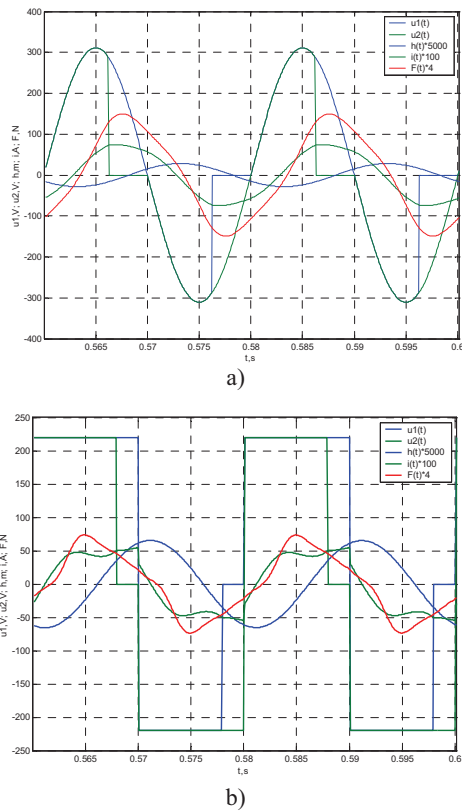 400
300
200
100
0
-100
-200
-300
-400
u1,V; u2,V; h,m; i,A; F,N
u1(t)
u2(t)
h(t)*5000
i(t)*100
F(t)*4
0.565
0.57
0.575
0.58
0.585
0.59
0.595
0.6
t,s
a)
250
200
150
100
50
0
-50
-100
-150
-200
-250
u1,V; u2,V; h,m; i,A; F,N
u1(t)
u2(t)
h(t)*5000
i(t)*100
F(t)*4
0.565
0.57
0.575
0.58
0.585
0.59
0.595
0.6
t,s
b)